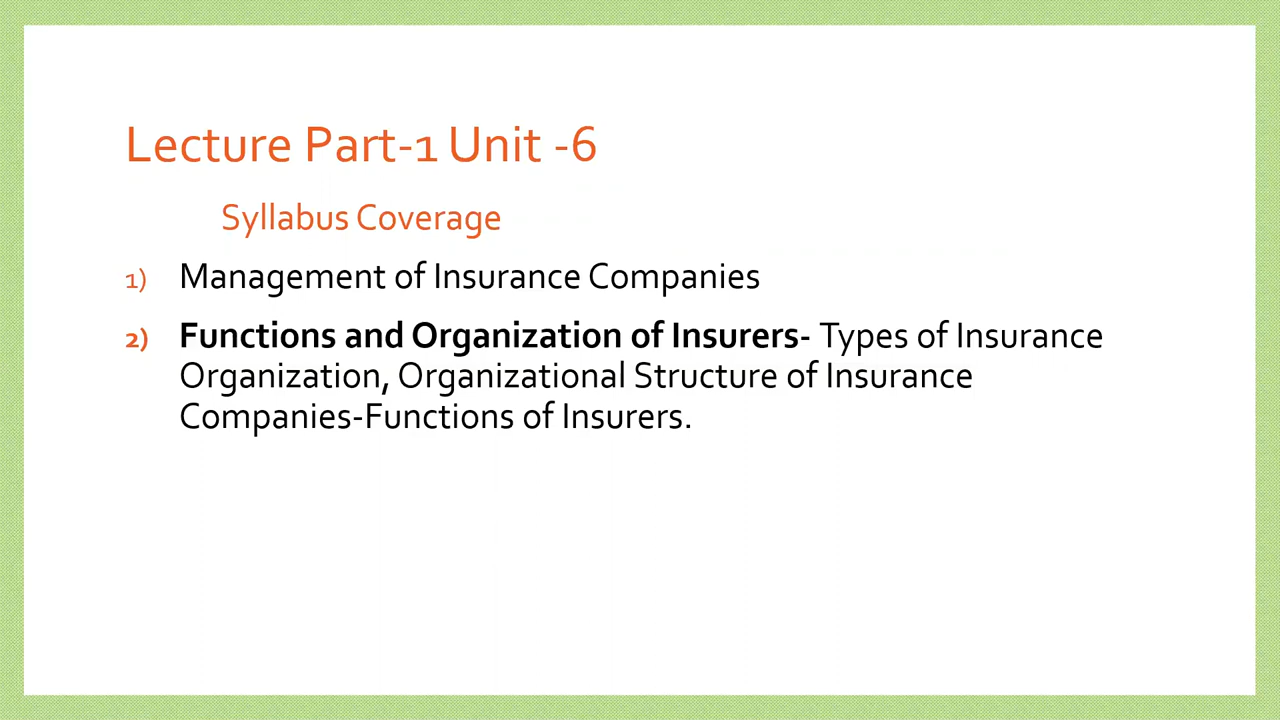 Lecture Part-1 Unit -6
Syllabus Coverage
1) Management of Insurance Companies
2) Functions and Organization of Insurers- Types of Insurance
Organization, Organizational Structure of Insurance
Companies-Functions of Insurers.